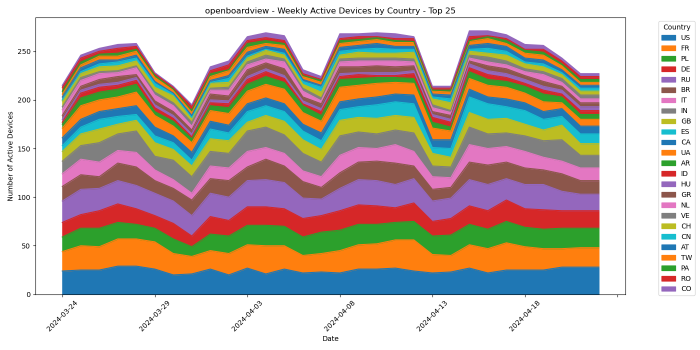 openboardview - Weekly Active Devices by Country - Top 25
Number of Active Devices
250
200
150
100
50
0
2024-03-24
2024-03-29
2024-04-03
2024-04-08
2024-04-13
2024-04-18
Date
Country
US
FR
PL
DE
RU
BR
IT
IN
GB
ES
CA
UA
AR
ID
HU
GR
NL
VE
CH
CN
AT
TW
PA
RO
CO